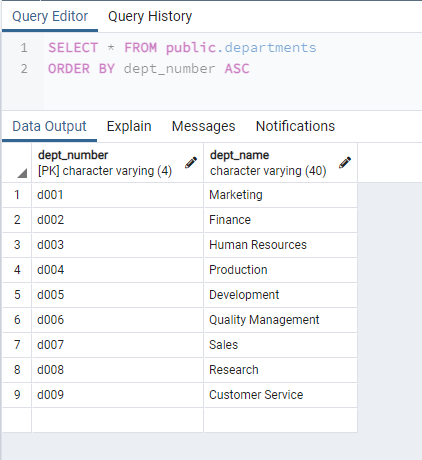 Query Editor Query History
1 SELECT * FROM public.departments
2 ORDER BY dept_number ASC
Data Output Explain Messages Notifications
dept_number dept_name
[PK] character varying (4) character varying (40)
1 d001 Marketing
2 d002 Finance
3 d003 Human Resources
4 d004 Production
5 d005 Development
6 d006 Quality Management
7 d007 Sales
8 d008 Research
9 d009 Customer Service